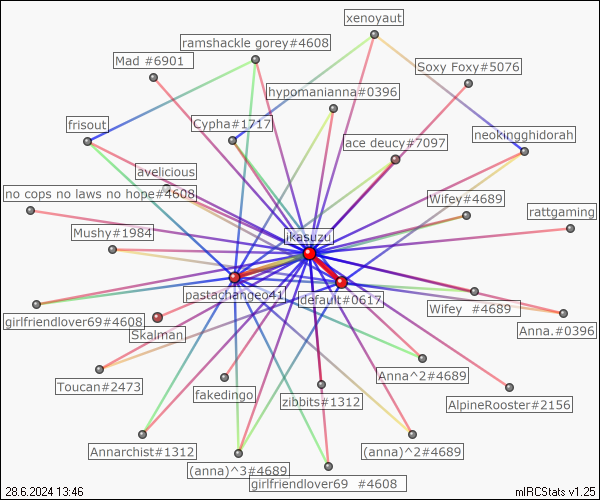 xenoyaut
ramshackle gorey#4608
Mad #6901
Soxy Foxy#5076
hypomanianna#0396
frisout
Cypha#1717
ace deucy#7097
neokingghidorah
avelicious
no cops no laws no hope#4608
Wifey#4689
rattgaming
Mushy#1984
ikasuzu
pastachange041
default#0617
girlfriendlover69#4608
Skalman
Wifey  #4689
Anna.#0396
Toucan#2473
fakedingo
zibbits#1312
Anna^2#4689
AlpineRooster#2156
Annarchist#1312
(anna)^3#4689
(anna)^2#4689
girlfriendlover69  #4608
28.6.2024 13:46
mIRCStats v1.25